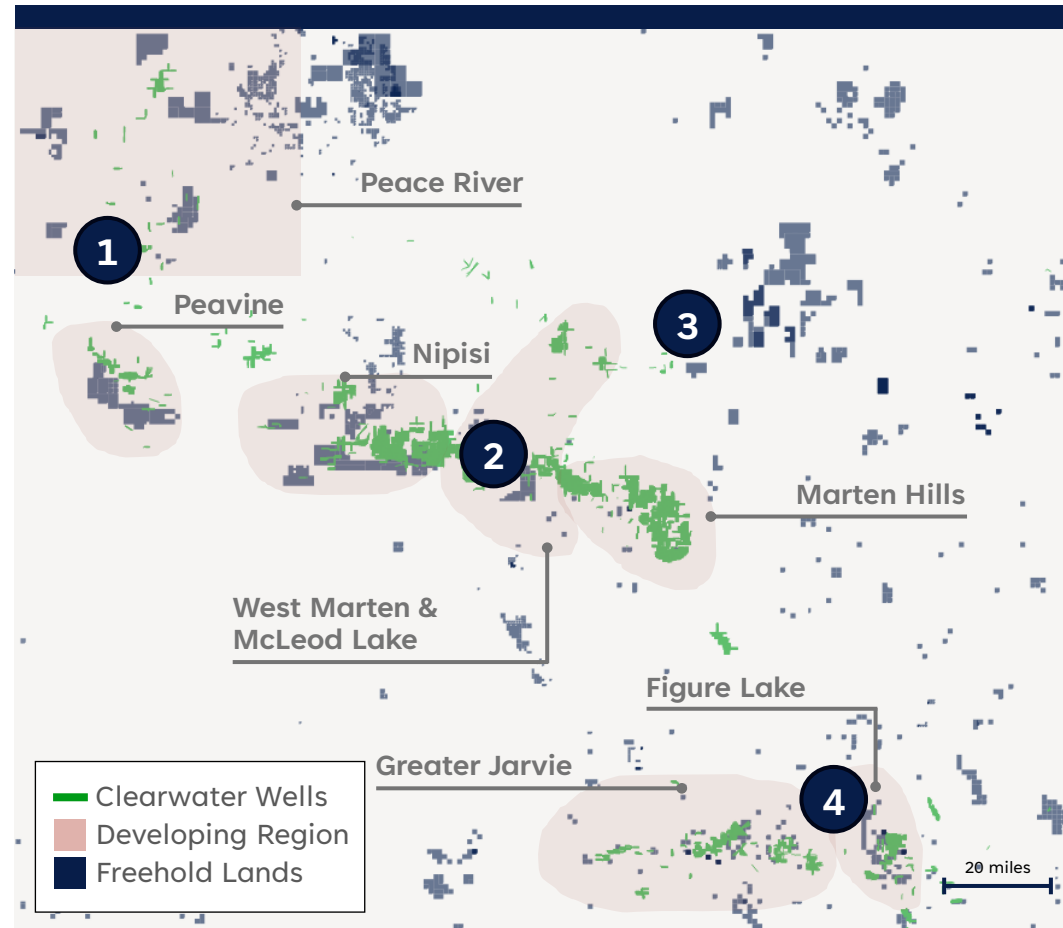 Peace River
1
Peavine
3
Nipisi
2
Marten Hills
West Marten &
McLeod Lake
Figure Lake
Greater Jarvie
4
Clearwater Wells
Developing Region
Freehold Lands
20 miles